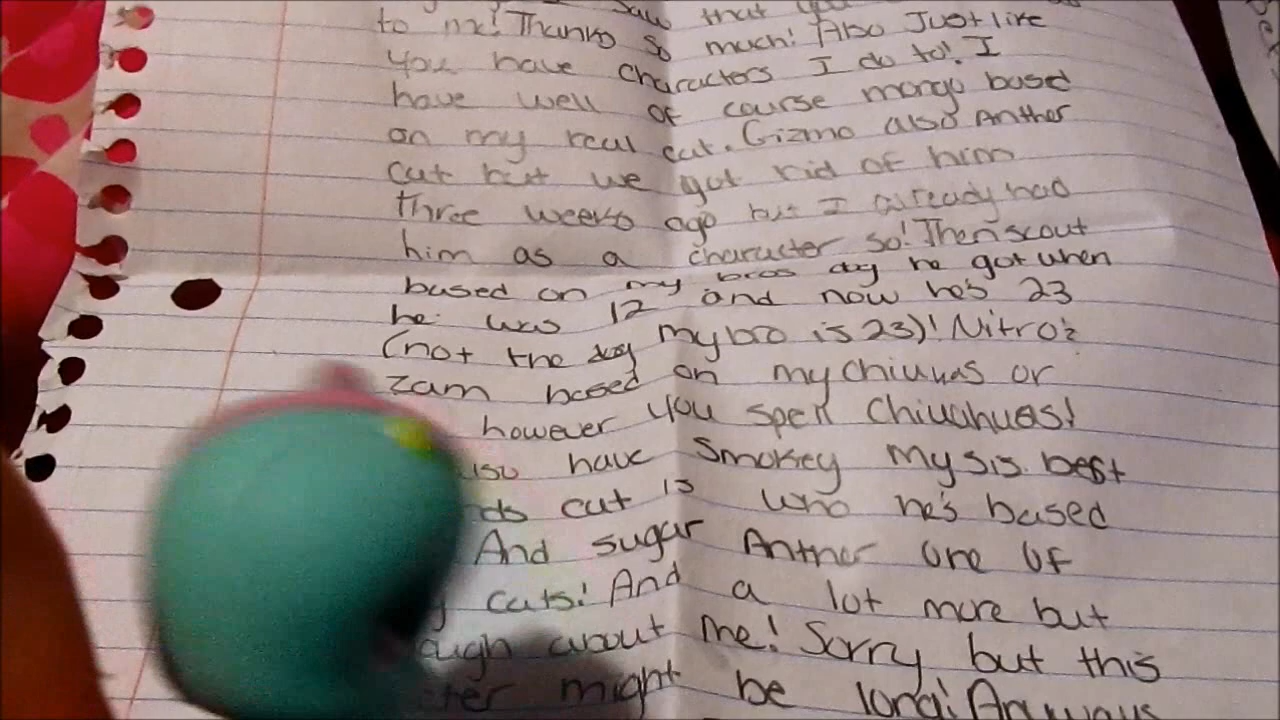 saw that you
to me! Thanks so much! Also Just like
you have characters I do to! I
have well of course mango based
on my real cat. Gizmo also Anther
cat but we got rid of him
three weeks ago but I already had
him as a character so! Then scout
based on my bros dog he got when
he was 12 and now he's 23
(not the dog my bro is 23)! Nitro?
Zam based on my chiuuas or
however you spell Chiuahuas!
also have Smokey my sis best
cat is who he's based
And sugar Anther one of
cats! And a lot more but
about me! Sorry but this
might be long! Anyways